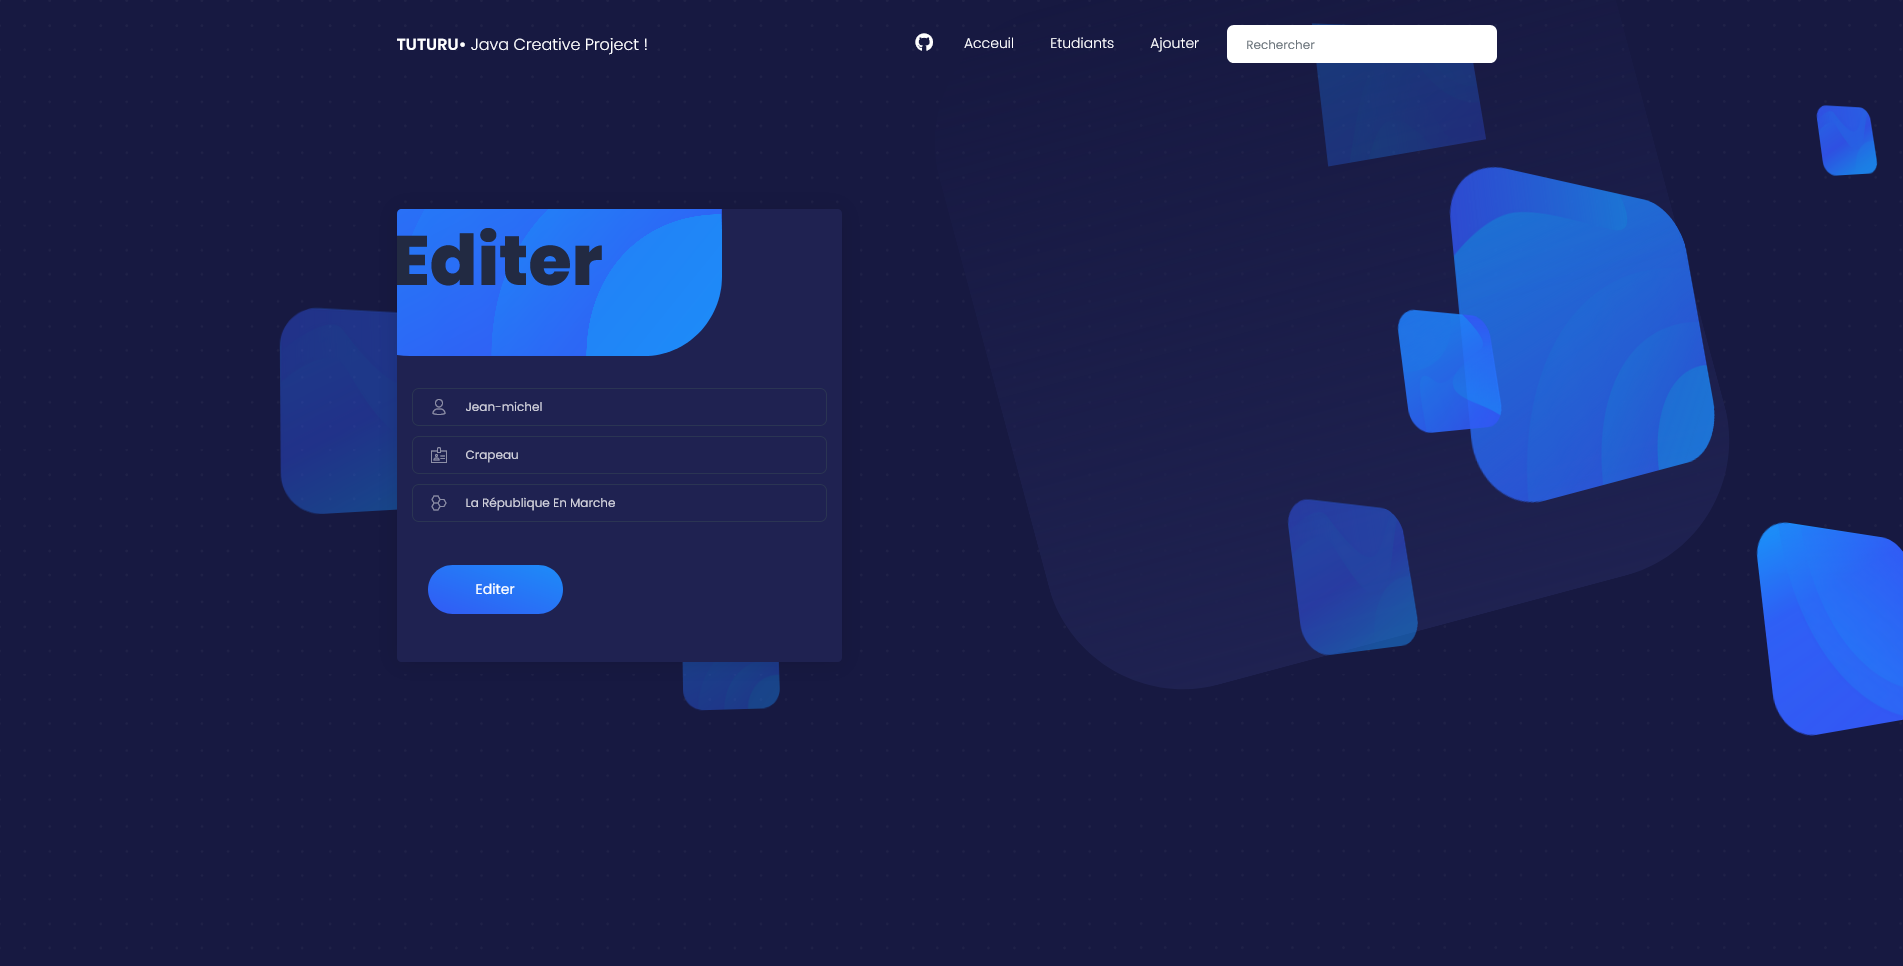 TUTURU• Java Creative Project !
Acceuil
Etudiants
Ajouter
Rechercher
Editer
Jean-michel
Crapeau
La République En Marche
Editer